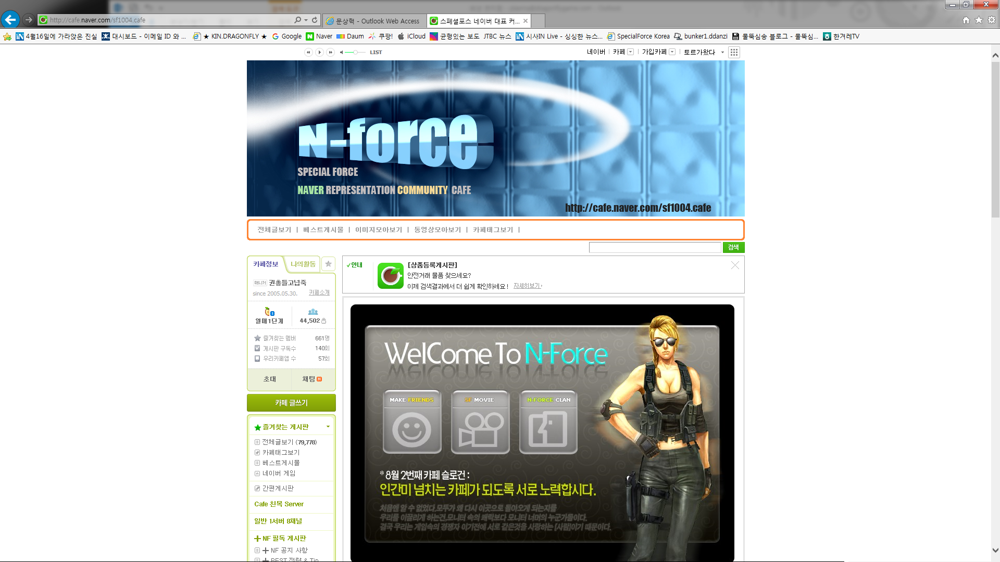 http://cafe.naver.com/sf1004.cafe
문상혁 - Outlook Web Access
스페셜포스 네이버 대표 커...
4월16일에 가라앉은 진실
대시보드 - 이메일 ID 와 ...
★ KIN.DRAGONFLY ★
Google
Naver
Daum
쿠팡!
iCloud
균형있는 보도 JTBC 뉴스
시사IN Live - 싱싱한 뉴스...
SpecialForce Korea
bunker1.ddanzi
물뚝심송 블로그 - 물뚝심...
한겨레TV
LIST
네이버
카페
가입카페
토르가왔다
N-force
SPECIAL FORCE
NAVER REPRESENTATION COMMUNITY CAFE
http://cafe.naver.com/sf1004.cafe
전체글보기 | 베스트게시물 | 이미지모아보기 | 동영상모아보기 | 카페태그보기 |
검색
카페정보
나의활동
매니저 권총들고넙죽
since 2005.05.30.
카페소개
열매1단계
44,502
즐겨찾는 멤버 661명
게시판 구독수 140회
우리카페앱 수 57회
초대
채팅 N
카페 글쓰기
즐겨찾는 게시판
전체글보기 (79,778)
카페태그보기
베스트게시물
네이버 게임
간편게시판
Cafe 친목 Server
일반 1서버 8채널
NF 필독 게시판
NF 공지 사항
BEST 전략 & Tip
안내
[상품등록게시판]
안전거래 물품 찾으세요?
이제 검색결과에서 더 쉽게 확인하세요! 자세히보기
WelCome To N-Force
MAKE FRIENDS
SF MOVIE
N-FORCE CLAN
* 8월 2번째 카페 슬로건 :
인간미 넘치는 카페가 되도록 서로 노력합시다.
처음엔 알 수 없었다.모두가 왜 다시 이곳으로 돌아오게 되는지를
우리를 이끌리게 하는건,모니터 속의 쾌락보다 모니터 너머의 누군가들이다.
결국 우리는 게임속의 경쟁자 이기전에 서로 같은것을 사랑하는 [사람]이기 때문이다.